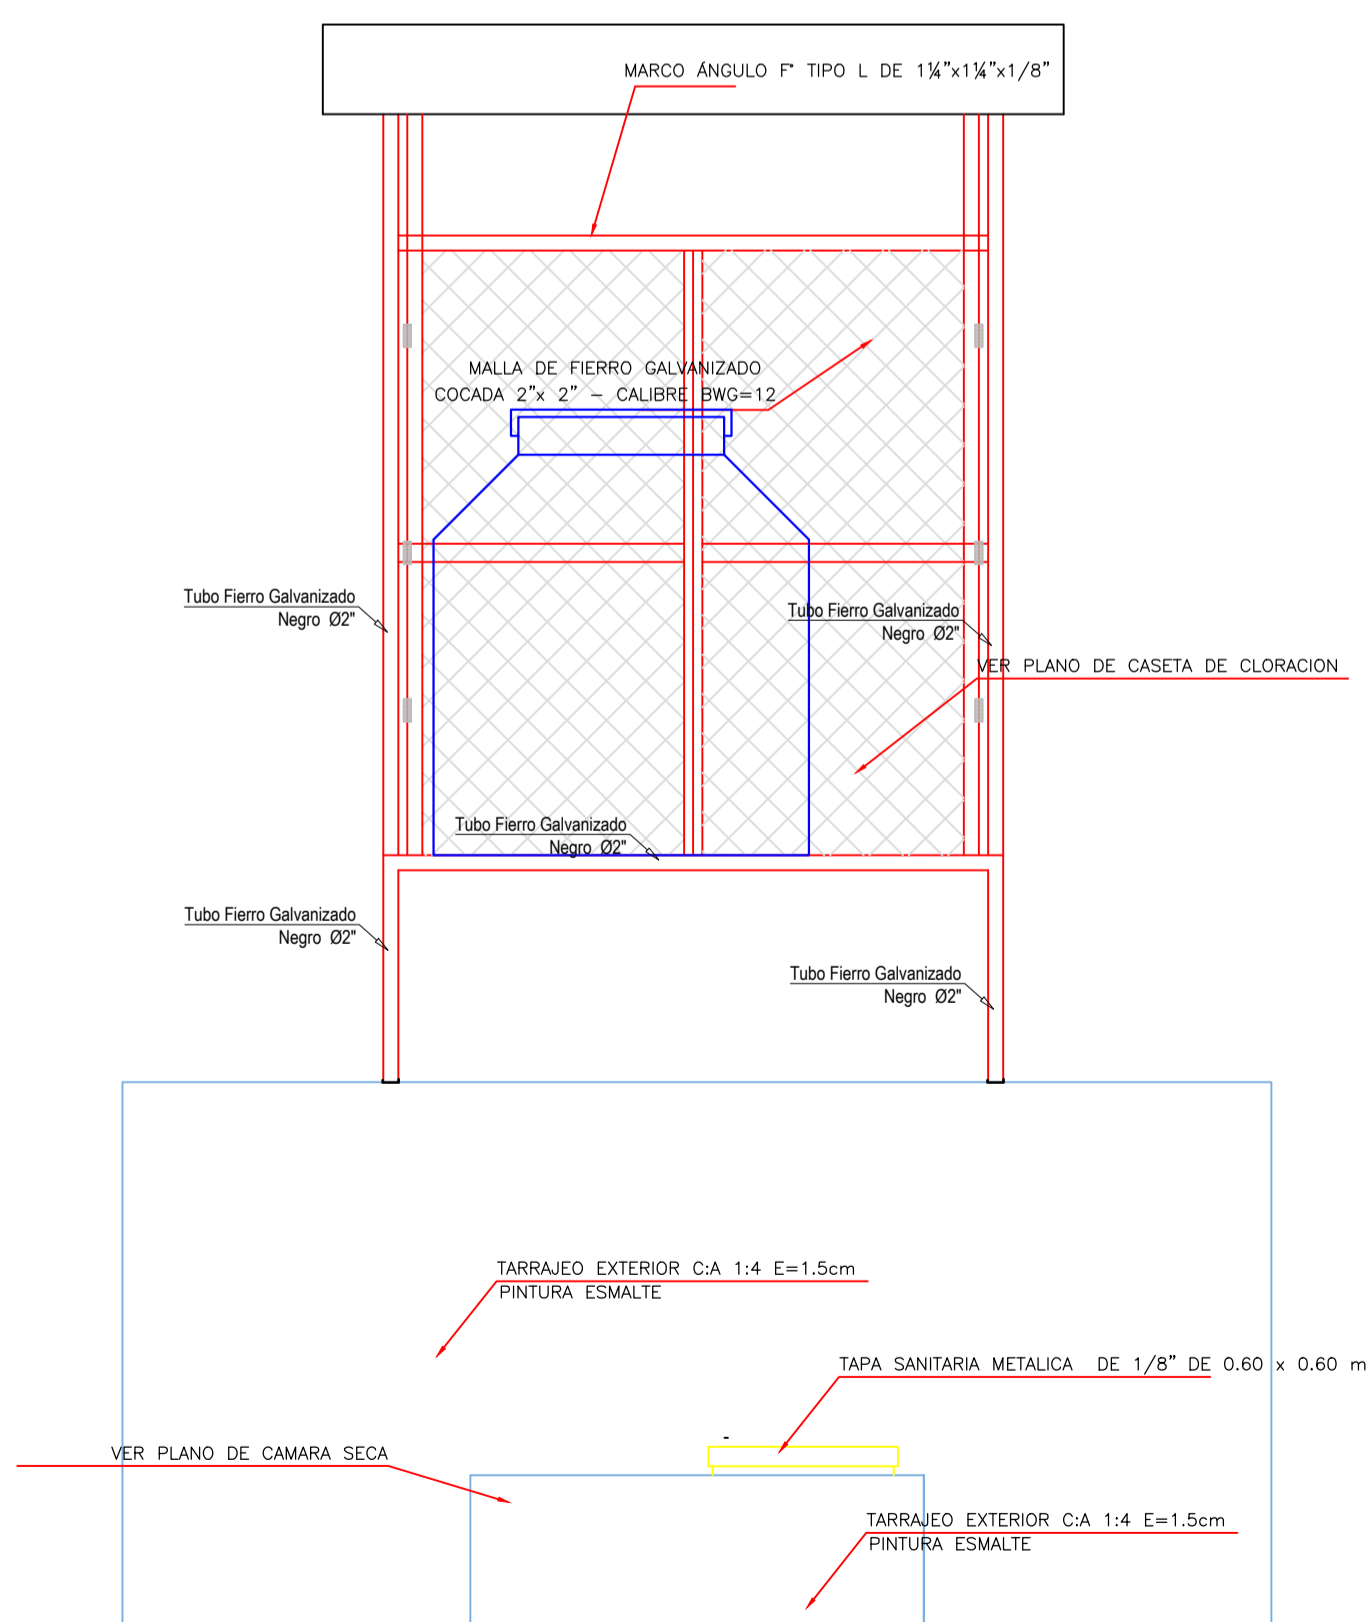 MARCO ÁNGULO F° TIPO L DE 1¼"x1¼"x1/8"
MALLA DE FIERRO GALVANIZADO
COCADA 2"x 2" – CALIBRE BWG=12
Tubo Fierro Galvanizado
Negro Ø2"
Tubo Fierro Galvanizado
Negro Ø2"
VER PLANO DE CASETA DE CLORACION
Tubo Fierro Galvanizado
Negro Ø2"
Tubo Fierro Galvanizado
Negro Ø2"
Tubo Fierro Galvanizado
Negro Ø2"
TARRAJEO EXTERIOR C:A 1:4 E=1.5cm
PINTURA ESMALTE
TAPA SANITARIA METALICA DE 1/8" DE 0.60 x 0.60 m
VER PLANO DE CAMARA SECA
TARRAJEO EXTERIOR C:A 1:4 E=1.5cm
PINTURA ESMALTE